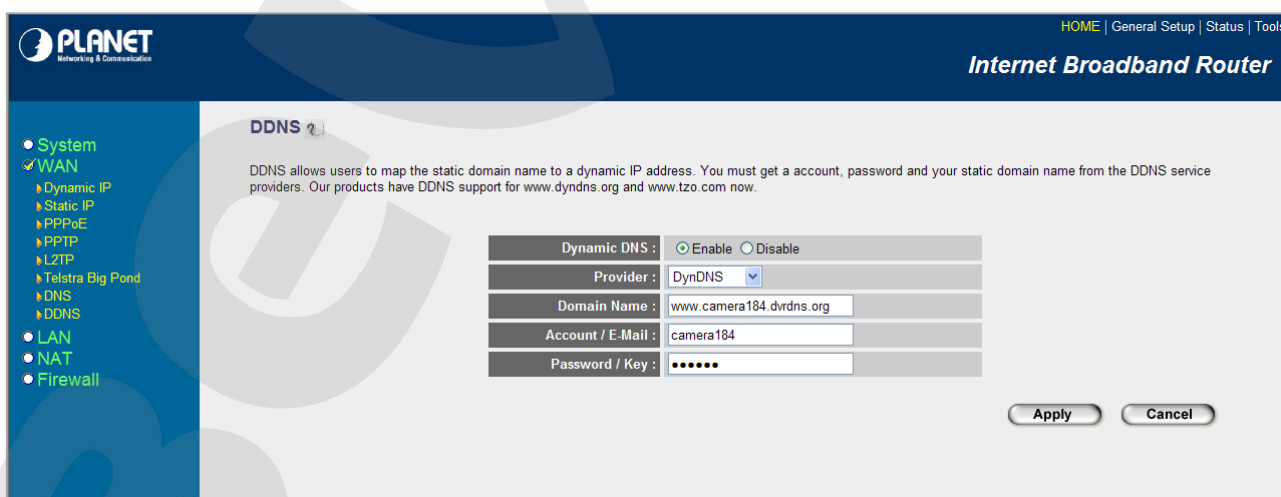 PLANET
Networking & Communication
HOME | General Setup | Status | Tools
Internet Broadband Router
System
WAN
Dynamic IP
Static IP
PPPoE
PPTP
L2TP
Telstra Big Pond
DNS
DDNS
LAN
NAT
Firewall
DDNS
DDNS allows users to map the static domain name to a dynamic IP address. You must get a account, password and your static domain name from the DDNS service
providers. Our products have DDNS support for www.dyndns.org and www.tzo.com now.
Dynamic DNS : Enable Disable
Provider : DynDNS
Domain Name : www.camera184.dvrdns.org
Account / E-Mail : camera184
Password / Key : ●●●●●●
Apply Cancel